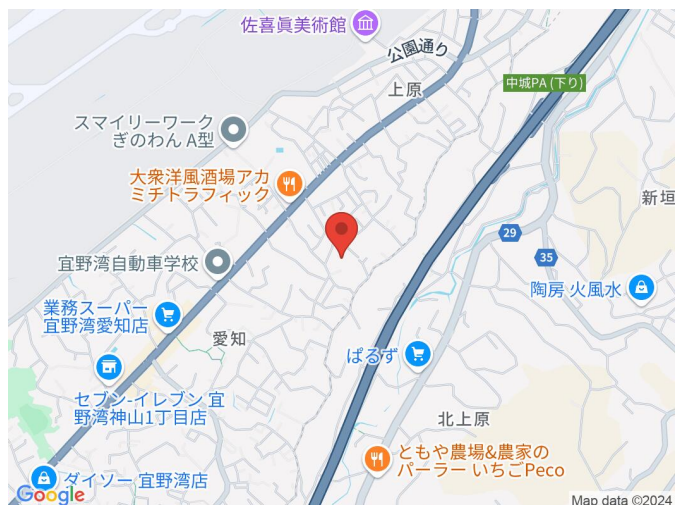 佐喜眞美術館
公園通り
上原
中城PA (下り)
スマイリーワーク
ぎのわん A型
大衆洋風酒場アカ
ミチトラフィック
新垣
29
35
宜野湾自動車学校
陶房 火風水
業務スーパー
宜野湾愛知店
愛知
ぱるず
セブン-イレブン 宜
野湾神山1丁目店
北上原
ともや農場&農家の
パーラー いちごPeco
ダイソー 宜野湾店
Google
Map data ©2024